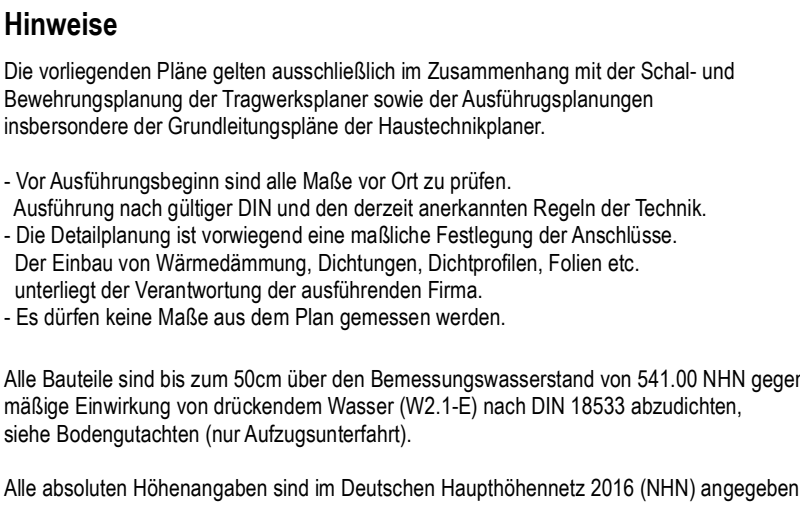 Hinweise
Die vorliegenden Pläne gelten ausschließlich im Zusammenhang mit der Schal- und
Bewehrungsplanung der Tragwerksplaner sowie der Ausführugsplanungen
insbersondere der Grundleitungspläne der Haustechnikplaner.
- Vor Ausführungsbeginn sind alle Maße vor Ort zu prüfen.
Ausführung nach gültiger DIN und den derzeit anerkannten Regeln der Technik.
- Die Detailplanung ist vorwiegend eine maßliche Festlegung der Anschlüsse.
Der Einbau von Wärmedämmung, Dichtungen, Dichtprofilen, Folien etc.
unterliegt der Verantwortung der ausführenden Firma.
- Es dürfen keine Maße aus dem Plan gemessen werden.
Alle Bauteile sind bis zum 50cm über den Bemessungswasserstand von 541.00 NHN gegen
mäßige Einwirkung von drückendem Wasser (W2.1-E) nach DIN 18533 abzudichten,
siehe Bodengutachten (nur Aufzugsunterfahrt).
Alle absoluten Höhenangaben sind im Deutschen Haupthöhennetz 2016 (NHN) angegeben